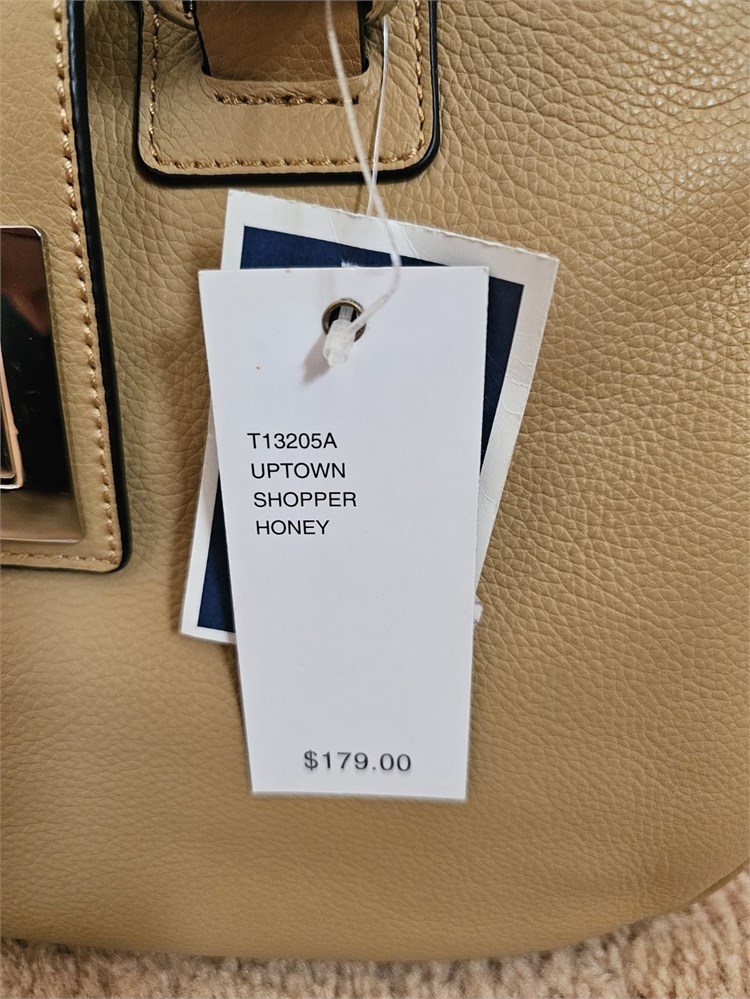 T13205A
UPTOWN
SHOPPER
HONEY
$179.00